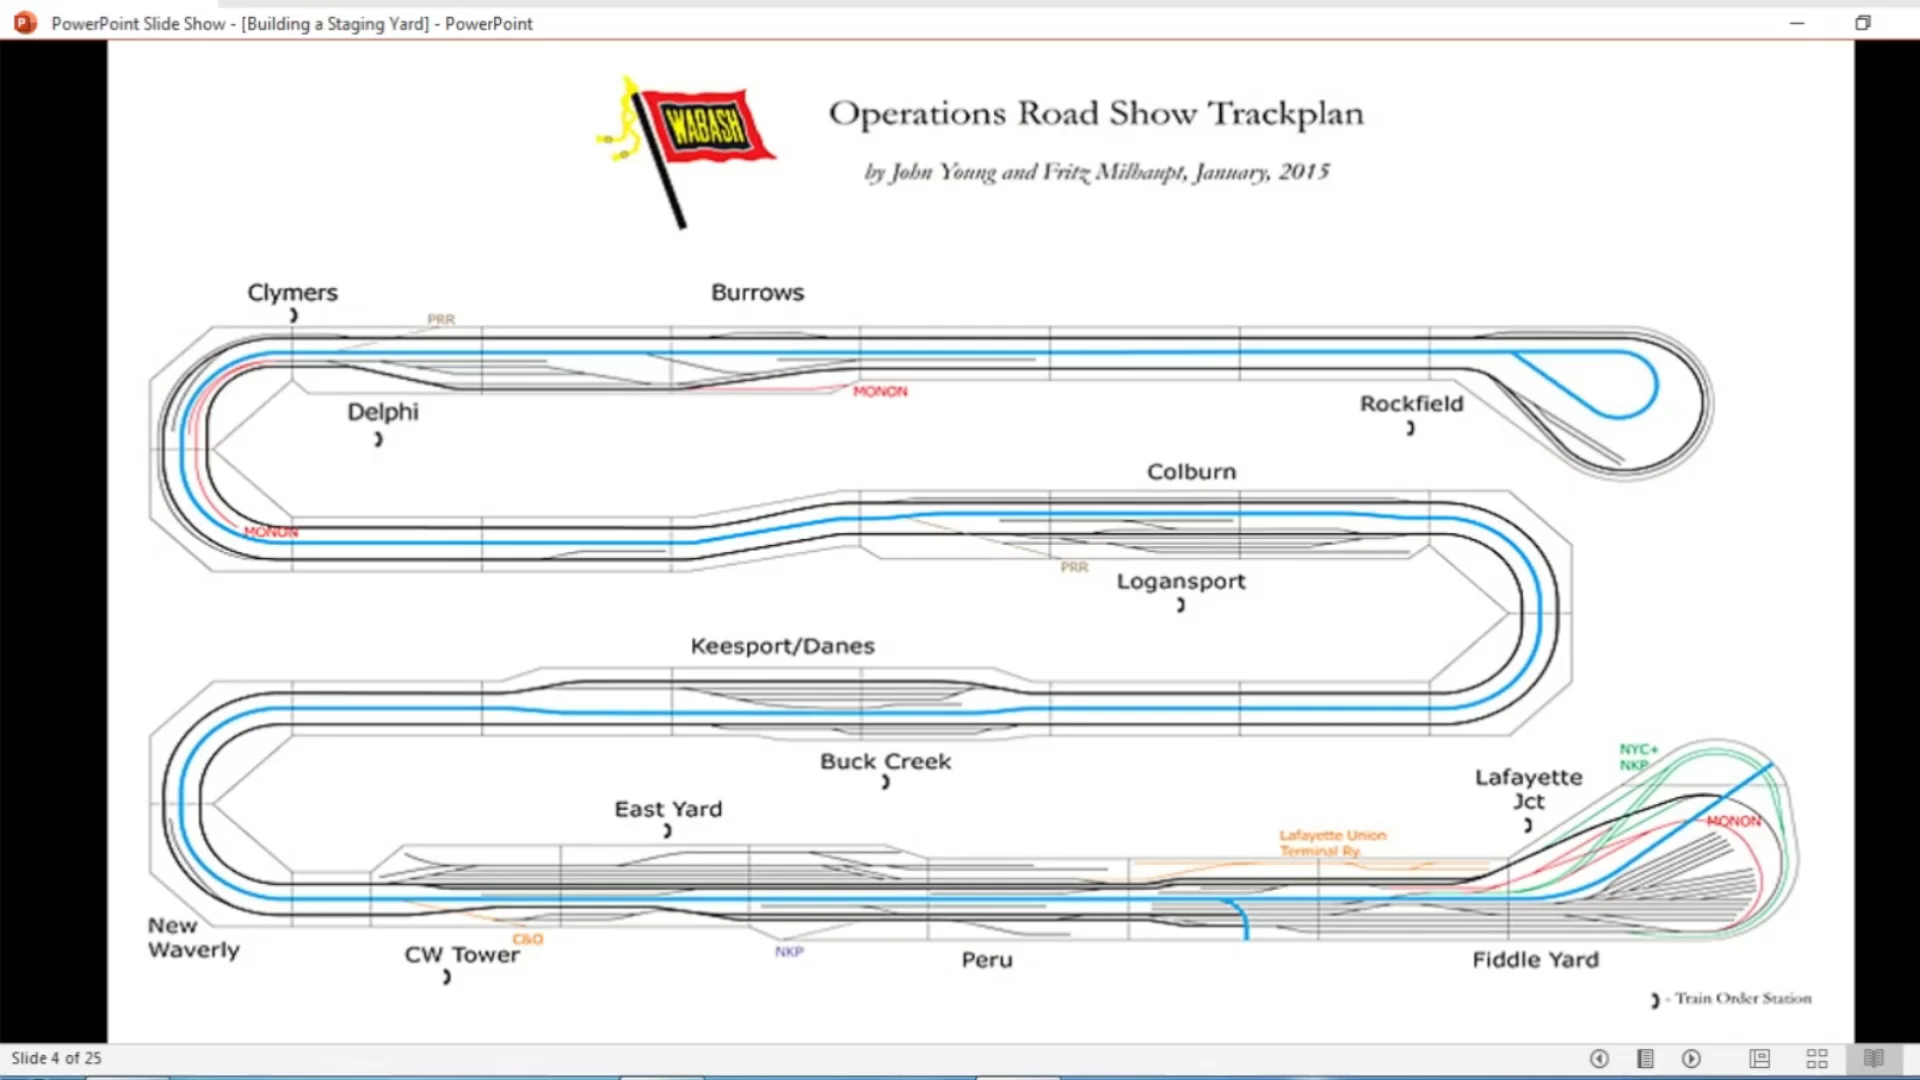 PowerPoint Slide Show - [Building a Staging Yard] - PowerPoint
WABASH
Operations Road Show Trackplan
by John Young and Fritz Milhaupt, January, 2015
Clymers
Burrows
PRR
MONON
Delphi
Rockfield
Colburn
MONON
PRR
Logansport
Keesport/Danes
NYC+
NKP
Buck Creek
Lafayette
Jct
East Yard
Lafayette Union
Terminal Ry.
MONON
New
Waverly
C&O
CW Tower
NKP
Peru
Fiddle Yard
- Train Order Station
Slide 4 of 25